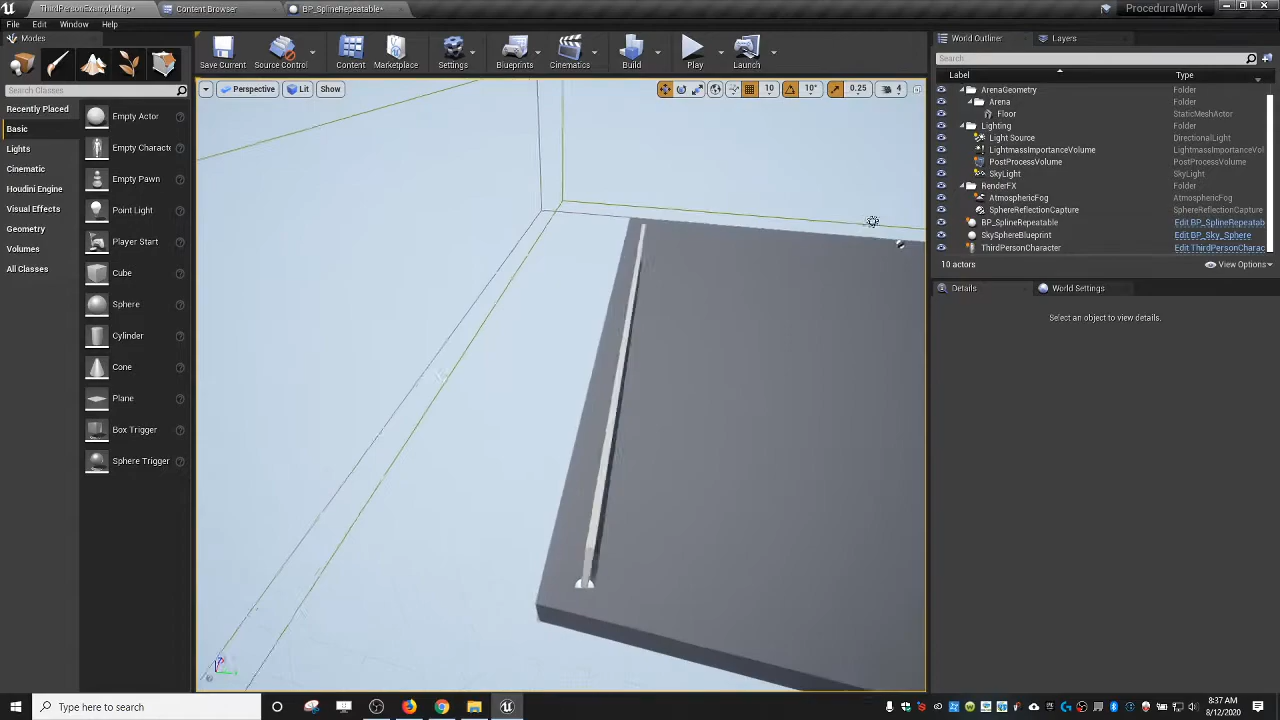 ThirdPersonExampleMap*
Content Browser
BP_SplineRepeatable*
ProceduralWork
File Edit Window Help
Modes
Search Classes
Recently Placed
Basic
Lights
Cinematic
Houdini Engine
Visual Effects
Geometry
Volumes
All Classes
Empty Actor
Empty Charact
Empty Pawn
Point Light
Player Start
Cube
Sphere
Cylinder
Cone
Plane
Box Trigger
Sphere Trigger
Save Current
Source Control
Content
Marketplace
Settings
Blueprints
Cinematics
Build
Play
Launch
Perspective
Lit
Show
10
10°
0.25
4
World Outliner
Layers
Search...
Label Type
ArenaGeometry Folder
Arena Folder
Floor StaticMeshActor
Lighting Folder
Light Source DirectionalLight
LightmassImportanceVolume LightmassImportanceVol
PostProcessVolume PostProcessVolume
SkyLight SkyLight
RenderFX Folder
AtmosphericFog AtmosphericFog
SphereReflectionCapture SphereReflectionCapture
BP_SplineRepeatable Edit BP_SplineRepeatab
SkySphereBlueprint Edit BP_Sky_Sphere
ThirdPersonCharacter Edit ThirdPersonCharac
10 actors
View Options
Details
World Settings
Select an object to view details.
Type here to search
8:37 AM
8/12/2020